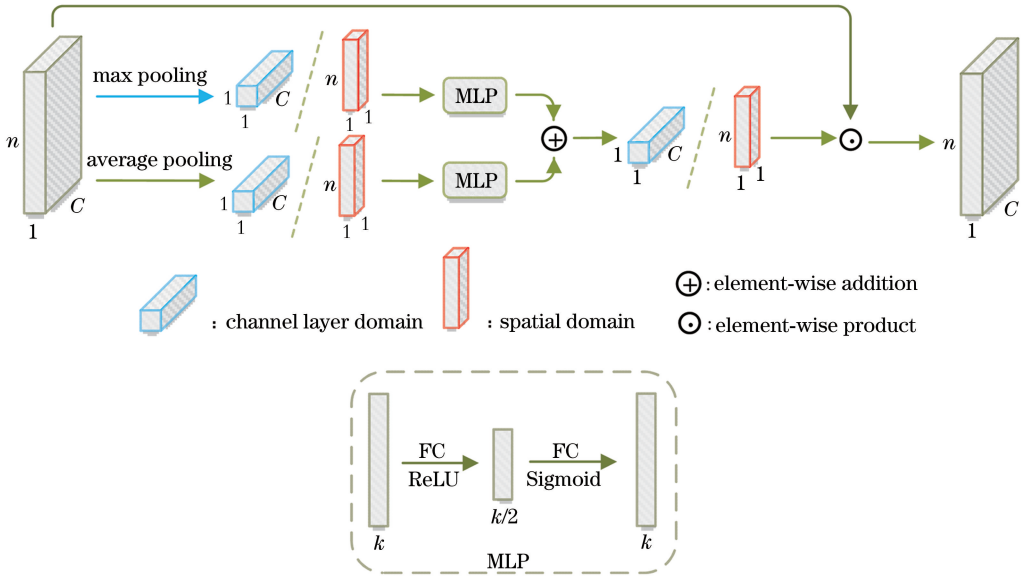 max pooling
n
1
C
1
C
1
n
1
1
MLP
average pooling
1
C
1
n
1
1
MLP
+
1
C
1
n
1
1
n
1
C
: channel layer domain
: spatial domain
+ : element-wise addition
: element-wise product
FC
ReLU
FC
Sigmoid
k
k/2
k
MLP